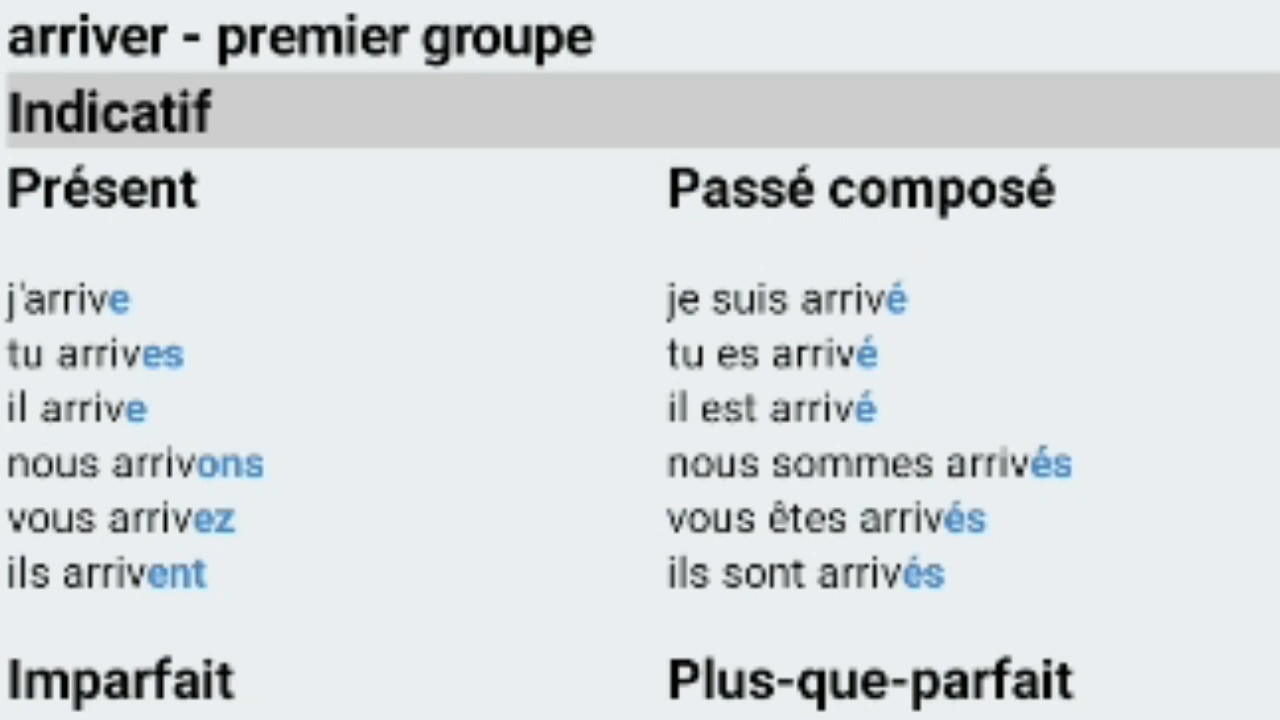 arriver - premier groupe
Indicatif
Présent
j'arrive
tu arrives
il arrive
nous arrivons
vous arrivez
ils arrivent
Passé composé
je suis arrivé
tu es arrivé
il est arrivé
nous sommes arrivés
vous êtes arrivés
ils sont arrivés
Imparfait
Plus-que-parfait